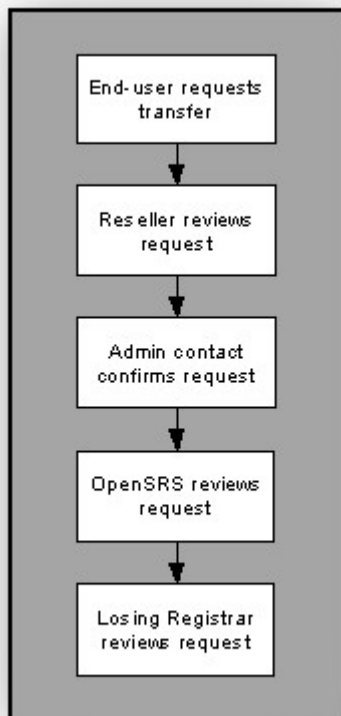 End-user requests
transfer
Reseller reviews
request
Admin contact
confirms request
OpenSRS reviews
request
Losing Registrar
reviews request